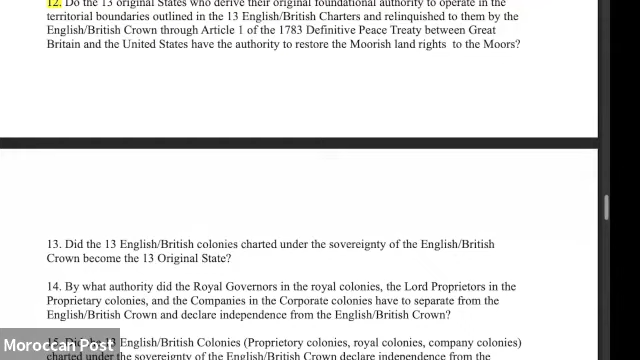 12. Do the 13 original States who derive their original foundational authority to operate in the
territorial boundaries outlined in the 13 English/British Charters and relinquished to them by the
English/British Crown through Article 1 of the 1783 Definitive Peace Treaty between Great
Britain and the United States have the authority to restore the Moorish land rights to the Moors?
13. Did the 13 English/British colonies charted under the sovereignty of the English/British
Crown become the 13 Original State?
14. By what authority did the Royal Governors in the royal colonies, the Lord Proprietors in the
Proprietary colonies, and the Companies in the Corporate colonies have to separate from the
English/British Crown and declare independence from the English/British Crown?
English/British Colonies (Proprietory colonies, royal colonies, company colonies)
charted under the sovereignty of the English/British Crown declare independence from the
Moroccan Post